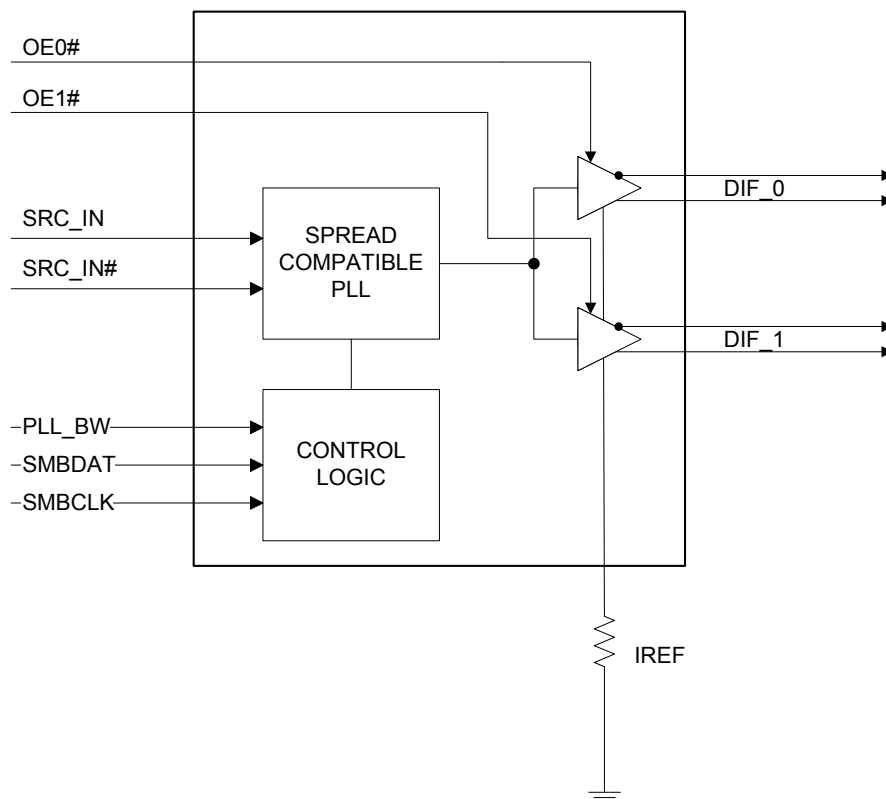 OE0#
OE1#
DIF_0
SRC_IN
SPREAD
COMPATIBLE
PLL
SRC_IN#
DIF_1
PLL_BW
CONTROL
LOGIC
SMBDAT
SMBCLK
IREF